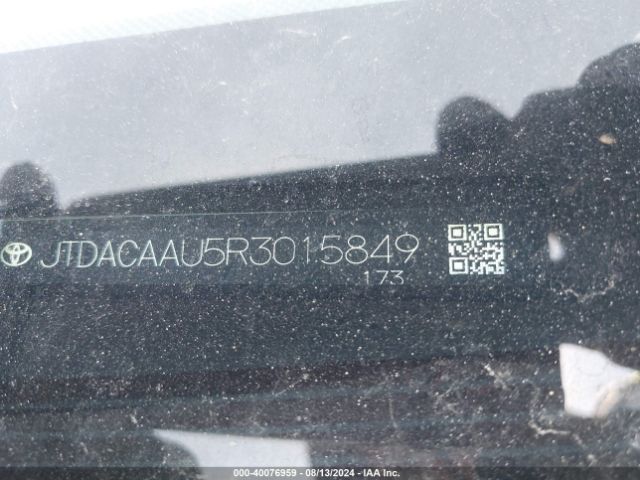 JTDACAAU5R3015849
173
000-40076959 - 08/13/2024 - IAA Inc.